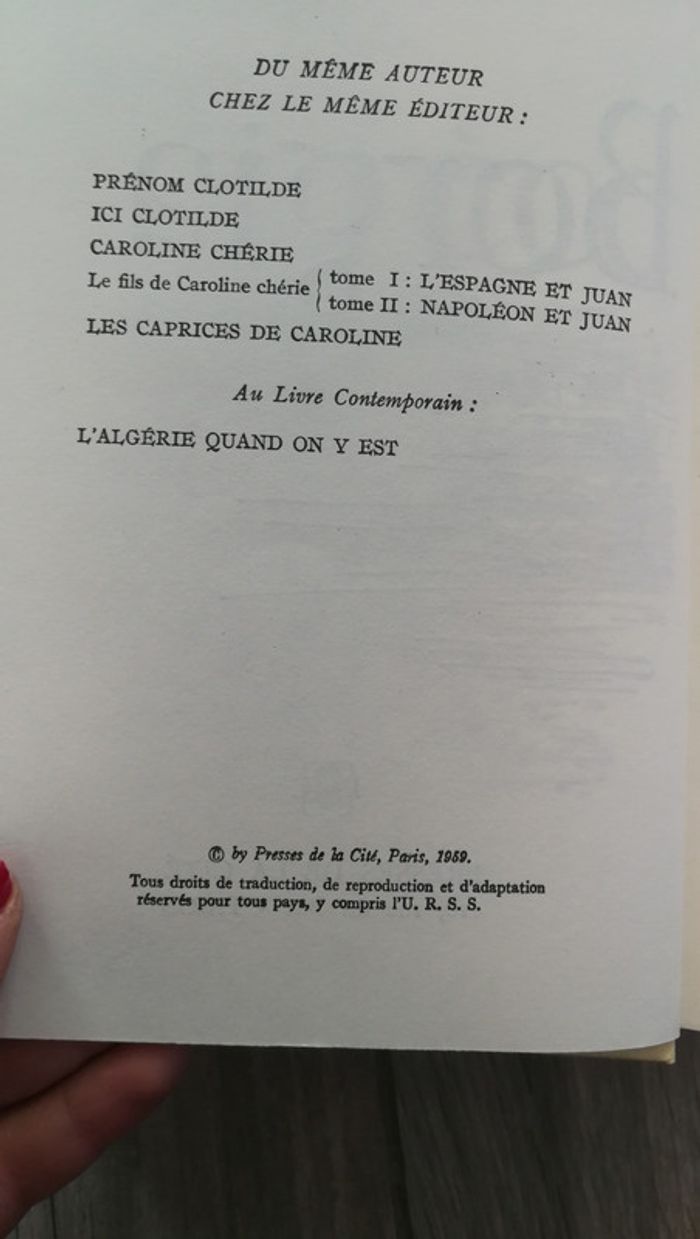 DU MÊME AUTEUR
CHEZ LE MÊME ÉDITEUR :
PRÉNOM CLOTILDE
ICI CLOTILDE
CAROLINE CHÉRIE
Le fils de Caroline chérie { tome I : L'ESPAGNE ET JUAN
tome II : NAPOLÉON ET JUAN
LES CAPRICES DE CAROLINE
Au Livre Contemporain :
L'ALGÉRIE QUAND ON Y EST
© by Presses de la Cité, Paris, 1959.
Tous droits de traduction, de reproduction et d'adaptation
réservés pour tous pays, y compris l'U. R. S. S.